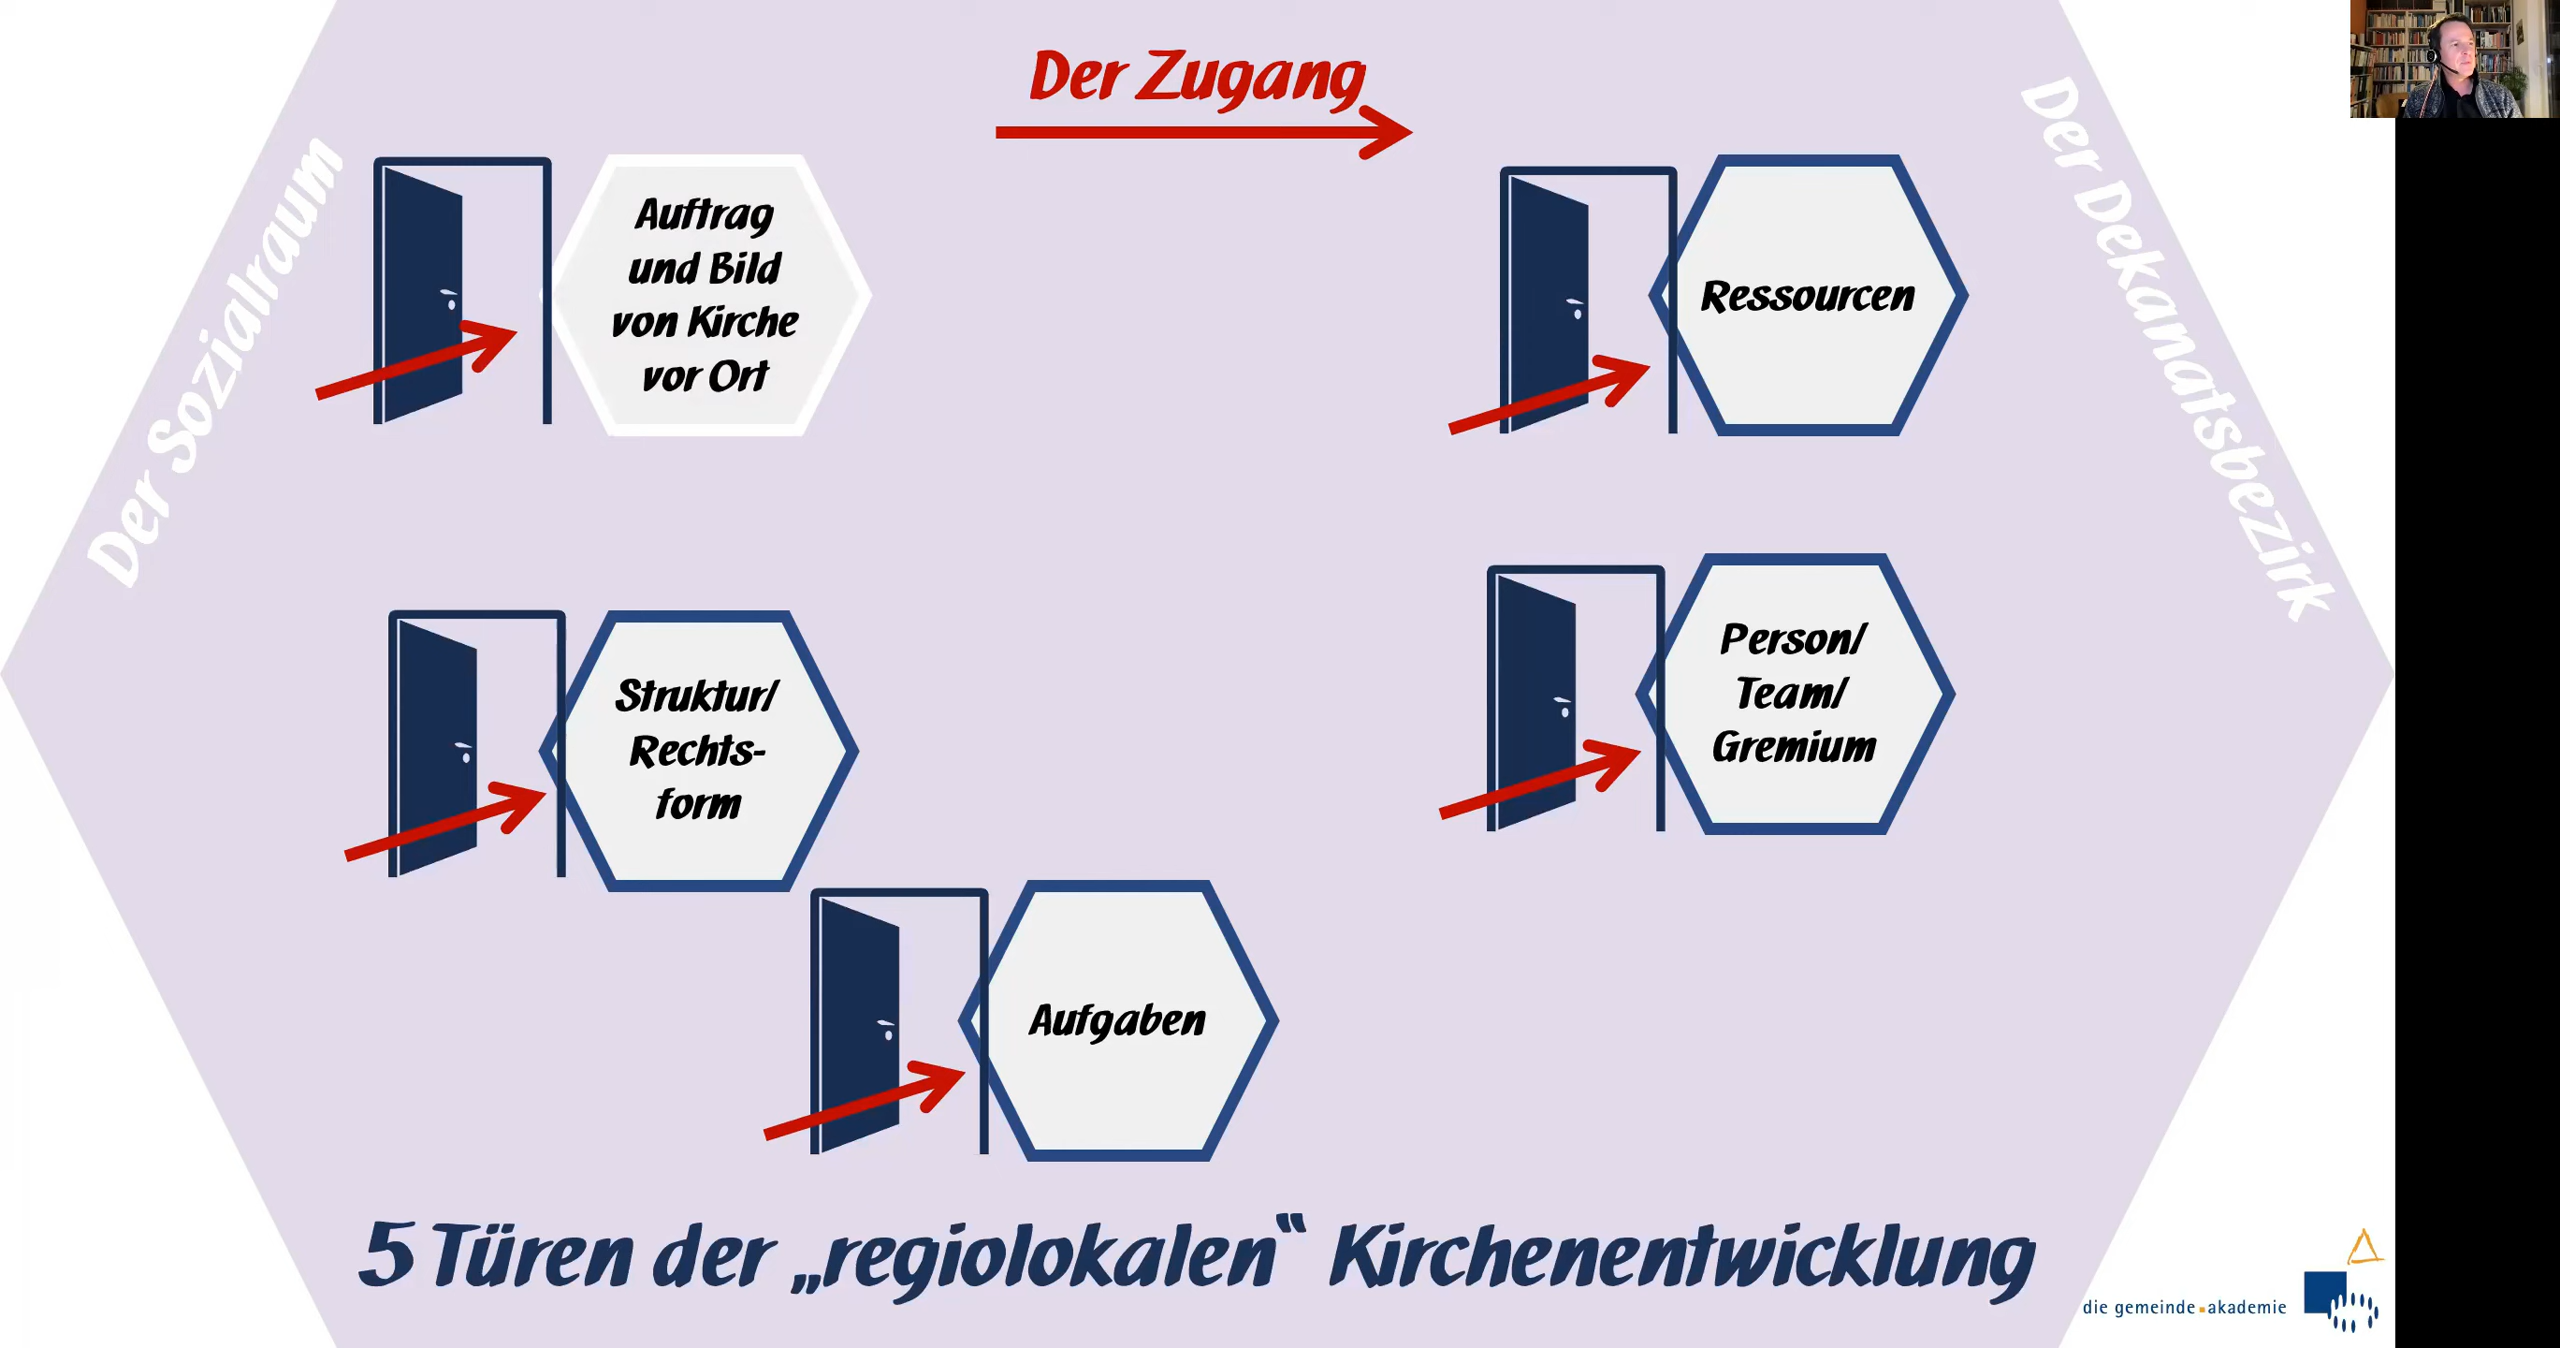 Der Zugang
Der Sozialraum
Der Dekanatsbezirk
Auftrag
und Bild
von Kirche
vor Ort
Ressourcen
Struktur/
Rechts-
form
Person/
Team/
Gremium
Aufgaben
5 Türen der „regiolokalen“ Kirchenentwicklung
die gemeinde akademie